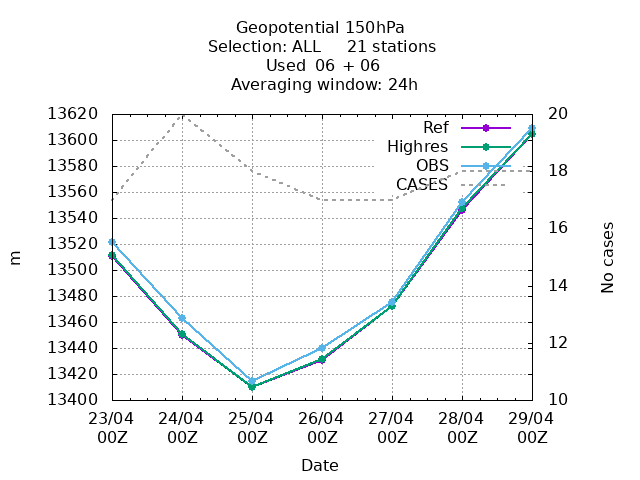 Geopotential 150hPa
Selection: ALL 21 stations
Used 06 + 06
Averaging window: 24h
13620
13600
13580
13560
13540
13520
13500
13480
13460
13440
13420
13400
m
20
18
16
14
12
10
No cases
Ref
Highres
OBS
CASES
23/04 24/04 25/04 26/04 27/04 28/04 29/04
00Z 00Z 00Z 00Z 00Z 00Z 00Z
Date